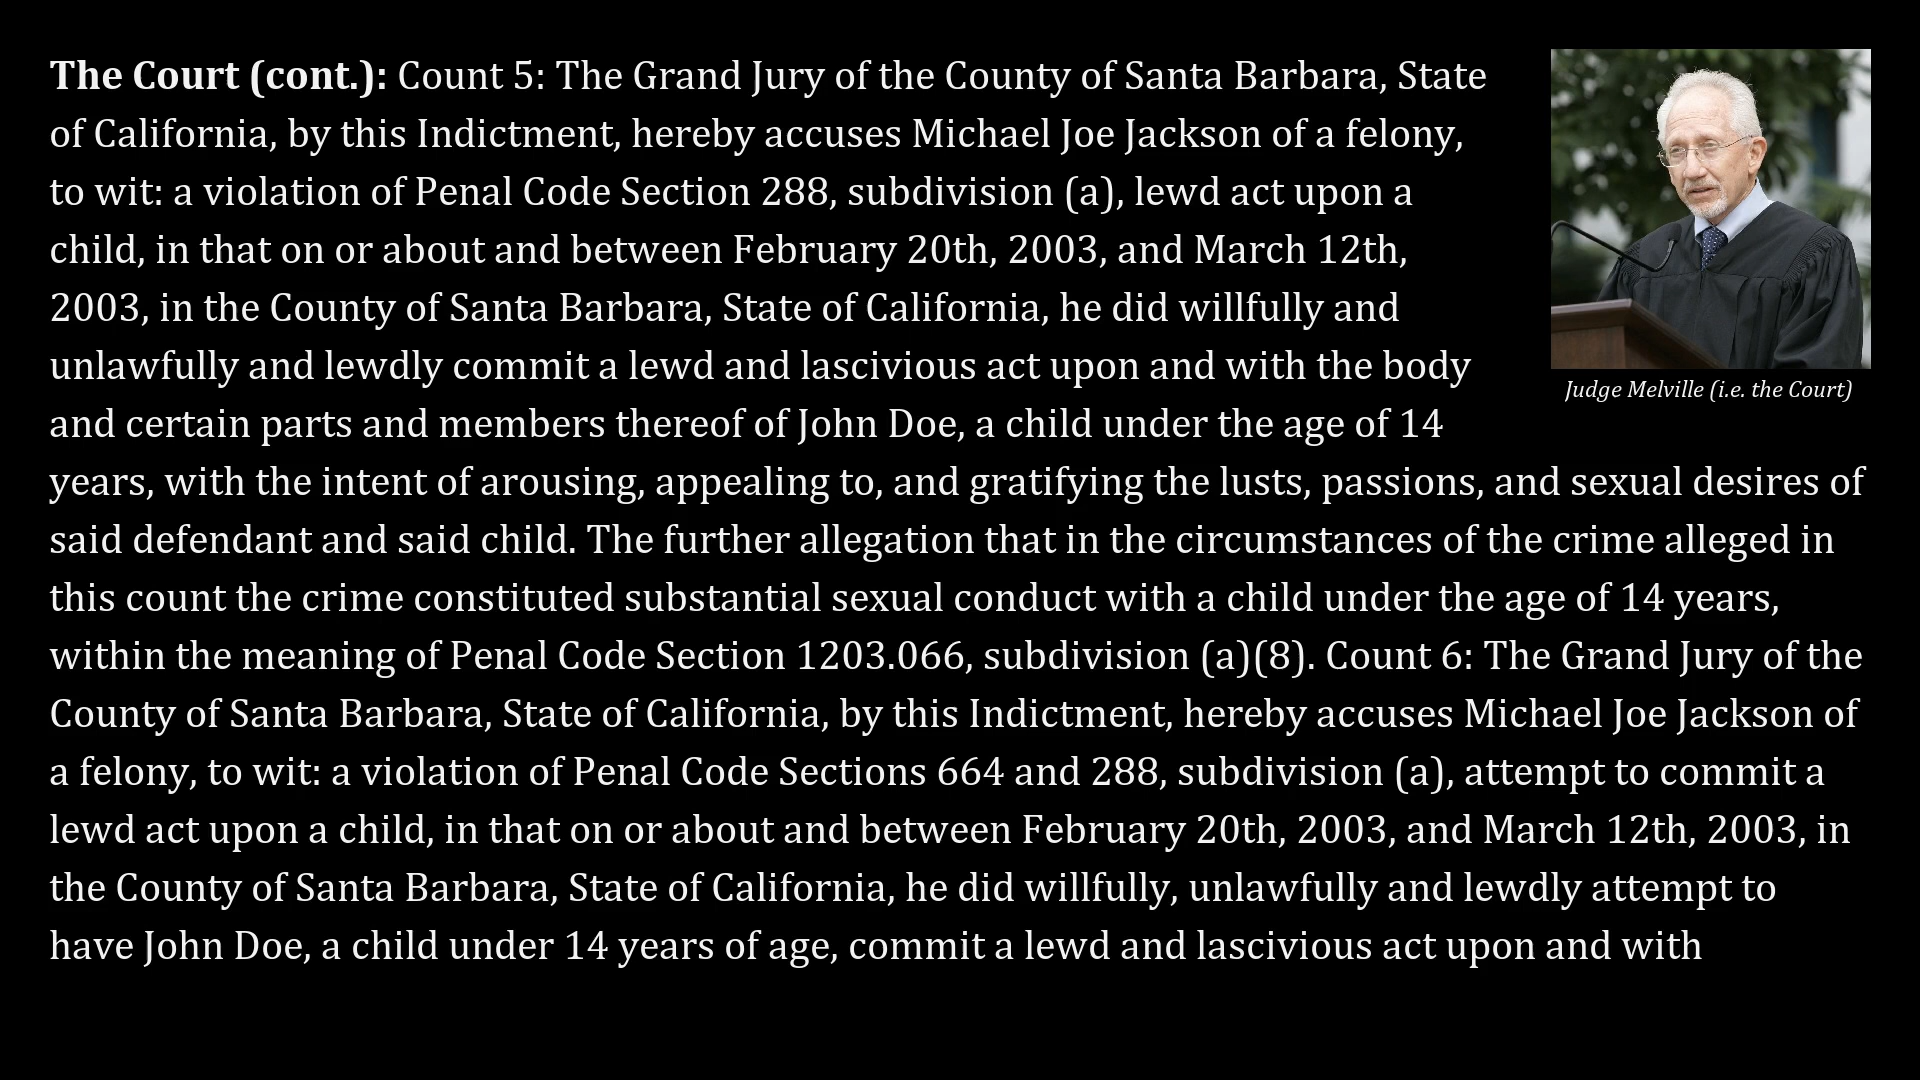 The Court (cont.): Count 5: The Grand Jury of the County of Santa Barbara, State
of California, by this Indictment, hereby accuses Michael Joe Jackson of a felony,
to wit: a violation of Penal Code Section 288, subdivision (a), lewd act upon a
child, in that on or about and between February 20th, 2003, and March 12th,
2003, in the County of Santa Barbara, State of California, he did willfully and
unlawfully and lewdly commit a lewd and lascivious act upon and with the body
and certain parts and members thereof of John Doe, a child under the age of 14
years, with the intent of arousing, appealing to, and gratifying the lusts, passions, and sexual desires of
said defendant and said child. The further allegation that in the circumstances of the crime alleged in
this count the crime constituted substantial sexual conduct with a child under the age of 14 years,
within the meaning of Penal Code Section 1203.066, subdivision (a)(8). Count 6: The Grand Jury of the
County of Santa Barbara, State of California, by this Indictment, hereby accuses Michael Joe Jackson of
a felony, to wit: a violation of Penal Code Sections 664 and 288, subdivision (a), attempt to commit a
lewd act upon a child, in that on or about and between February 20th, 2003, and March 12th, 2003, in
the County of Santa Barbara, State of California, he did willfully, unlawfully and lewdly attempt to
have John Doe, a child under 14 years of age, commit a lewd and lascivious act upon and with
Judge Melville (i.e. the Court)